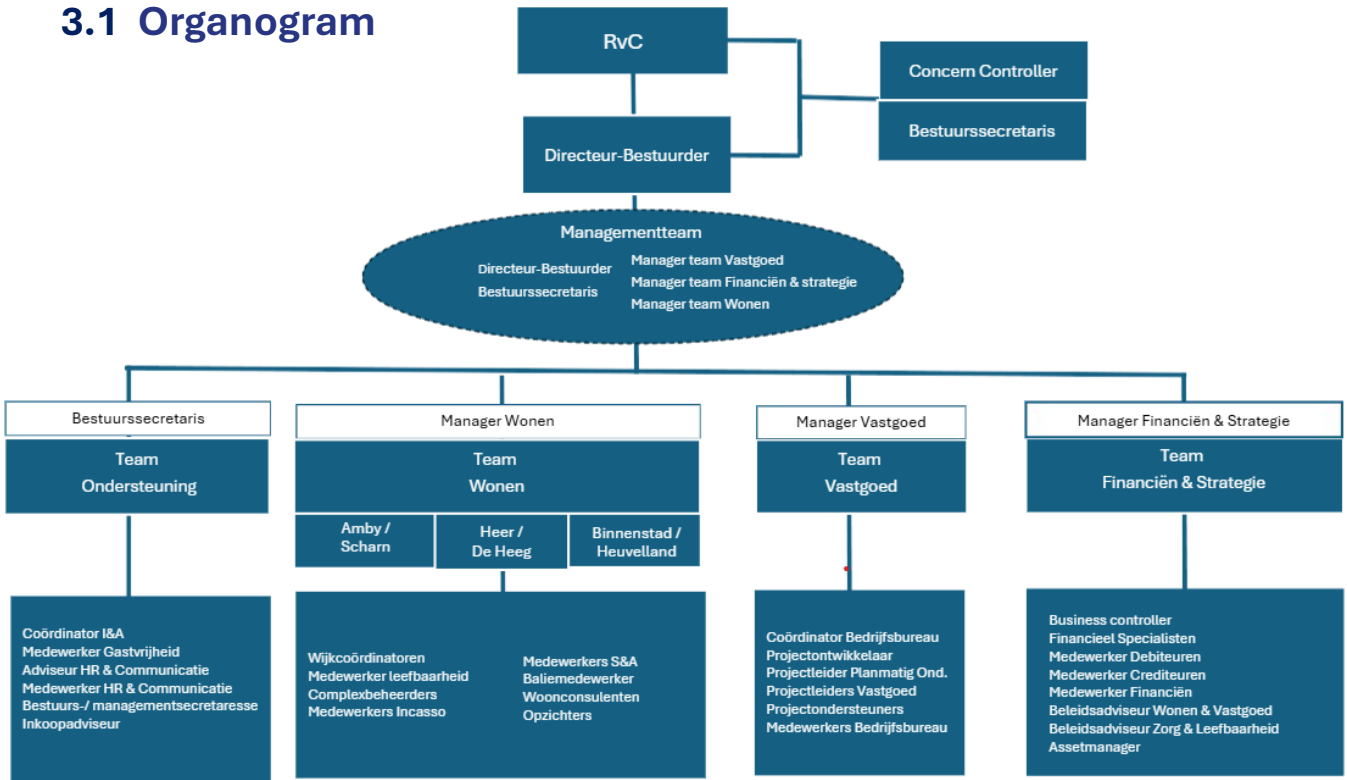 3.1 Organogram
RvC
Concern Controller
Bestuurssecretaris
Directeur-Bestuurder
Managementteam
Directeur-Bestuurder
Bestuurssecretaris
Manager team Vastgoed
Manager team Financiën & strategie
Manager team Wonen
Bestuurssecretaris
Team
Ondersteuning
Coördinator I&A
Medewerker Gastvrijheid
Adviseur HR & Communicatie
Medewerker HR & Communicatie
Bestuurs-/ managementsecretaresse
Inkoopadviseur
Manager Wonen
Team
Wonen
Amby /
Scharn
Heer /
De Heeg
Binnenstad /
Heuvelland
Wijkcoördinatoren
Medewerker leefbaarheid
Complexbeheerders
Medewerkers Incasso
Medewerkers S&A
Baliemedewerker
Woonconsulenten
Opzichters
Manager Vastgoed
Team
Vastgoed
Coördinator Bedrijfsbureau
Projectontwikkelaar
Projectleider Planmatig Ond.
Projectleiders Vastgoed
Projectondersteuners
Medewerkers Bedrijfsbureau
Manager Financiën & Strategie
Team
Financiën & Strategie
Business controller
Financieel Specialisten
Medewerker Debiteuren
Medewerker Crediteuren
Medewerker Financiën
Beleidsadviseur Wonen & Vastgoed
Beleidsadviseur Zorg & Leefbaarheid
Assetmanager